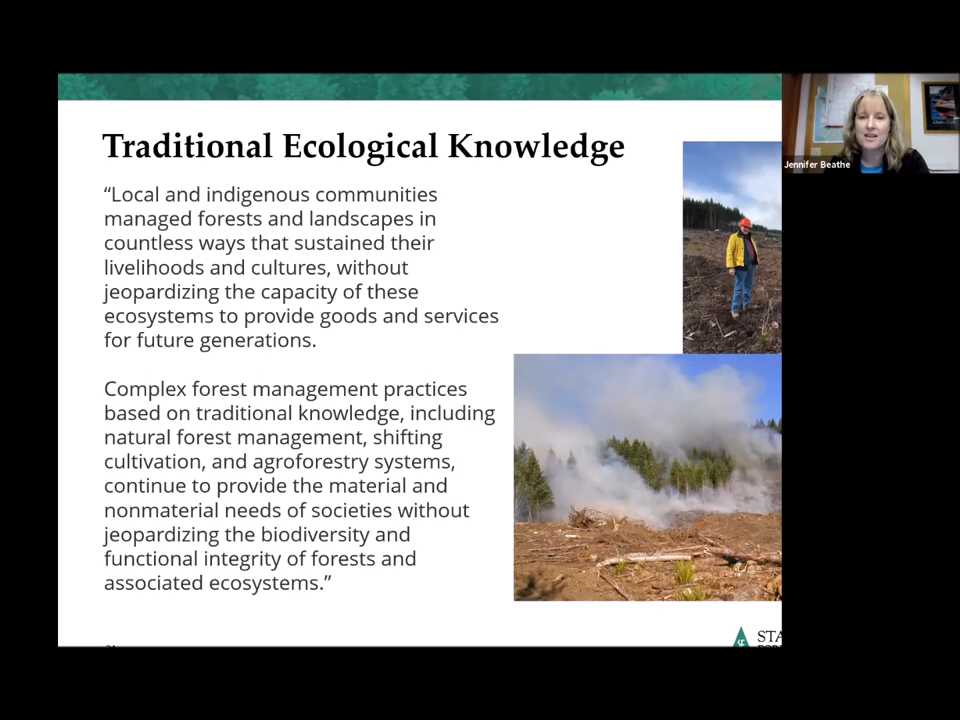 Traditional Ecological Knowledge
“Local and indigenous communities
managed forests and landscapes in
countless ways that sustained their
livelihoods and cultures, without
jeopardizing the capacity of these
ecosystems to provide goods and services
for future generations.
Complex forest management practices
based on traditional knowledge, including
natural forest management, shifting
cultivation, and agroforestry systems,
continue to provide the material and
nonmaterial needs of societies without
jeopardizing the biodiversity and
functional integrity of forests and
associated ecosystems.”
Jennifer Beathe
STA